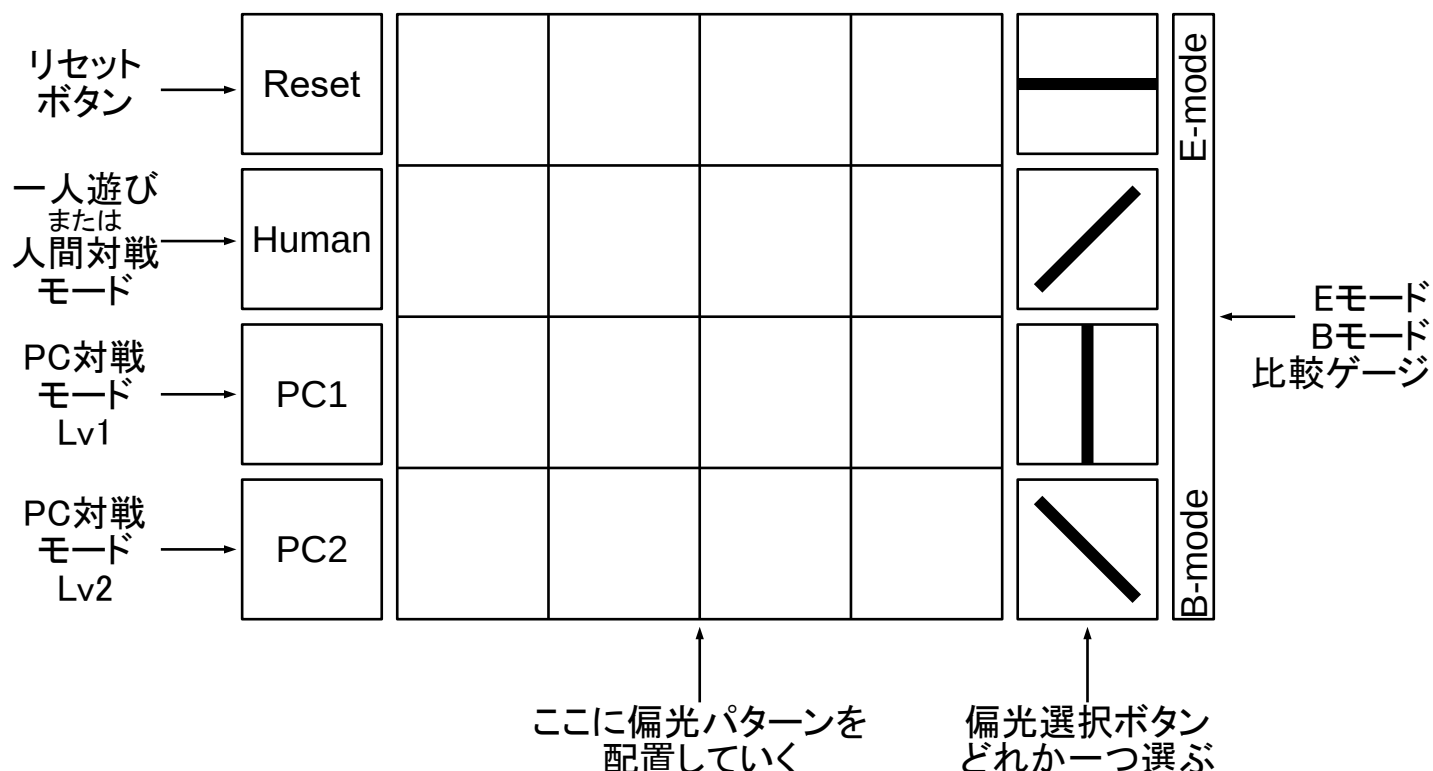 リセット
ボタン
Reset
一人遊び
または
人間対戦
モード
Human
PC対戦
モード
Lv1
PC1
PC対戦
モード
Lv2
PC2
E-mode
B-mode
Eモード
Bモード
比較ゲージ
ここに偏光パターンを
配置していく
偏光選択ボタン
どれか一つ選ぶ